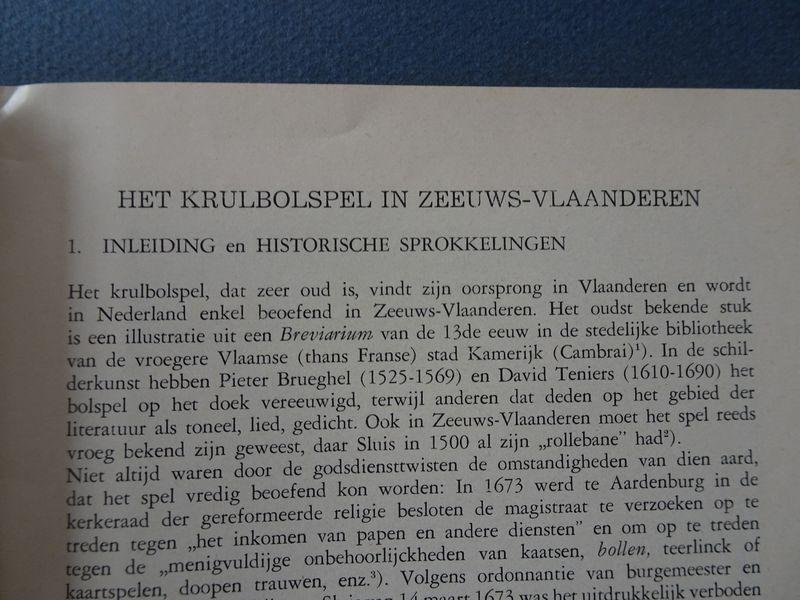 HET KRULBOLSPEL IN ZEEUWS-VLAANDEREN
1. INLEIDING en HISTORISCHE SPROKKELINGEN
Het krulbolspel, dat zeer oud is, vindt zijn oorsprong in Vlaanderen en wordt
in Nederland enkel beoefend in Zeeuws-Vlaanderen. Het oudst bekende stuk
is een illustratie uit een Breviarium van de 13de eeuw in de stedelijke bibliotheek
van de vroegere Vlaamse (thans Franse) stad Kamerijk (Cambrai)¹). In de schil-
derkunst hebben Pieter Brueghel (1525-1569) en David Teniers (1610-1690) het
bolspel op het doek vereeuwigd, terwijl anderen dat deden op het gebied der
literatuur als toneel, lied, gedicht. Ook in Zeeuws-Vlaanderen moet het spel reeds
vroeg bekend zijn geweest, daar Sluis in 1500 al zijn „rollebane” had²).
Niet altijd waren door de godsdiensttwisten de omstandigheden van dien aard,
dat het spel vredig beoefend kon worden: In 1673 werd te Aardenburg in de
kerkeraad der gereformeerde religie besloten de magistraat te verzoeken op te
treden tegen „het inkomen van papen en andere diensten” en om op te treden
tegen de „menigvuldijge onbehoorlijckheden van kaatsen, bollen, teerlinck of
kaartspelen, doopen trauwen, enz.³). Volgens ordonnantie van burgemeester en
14 maart 1673 was het uitdrukkelijk verboden